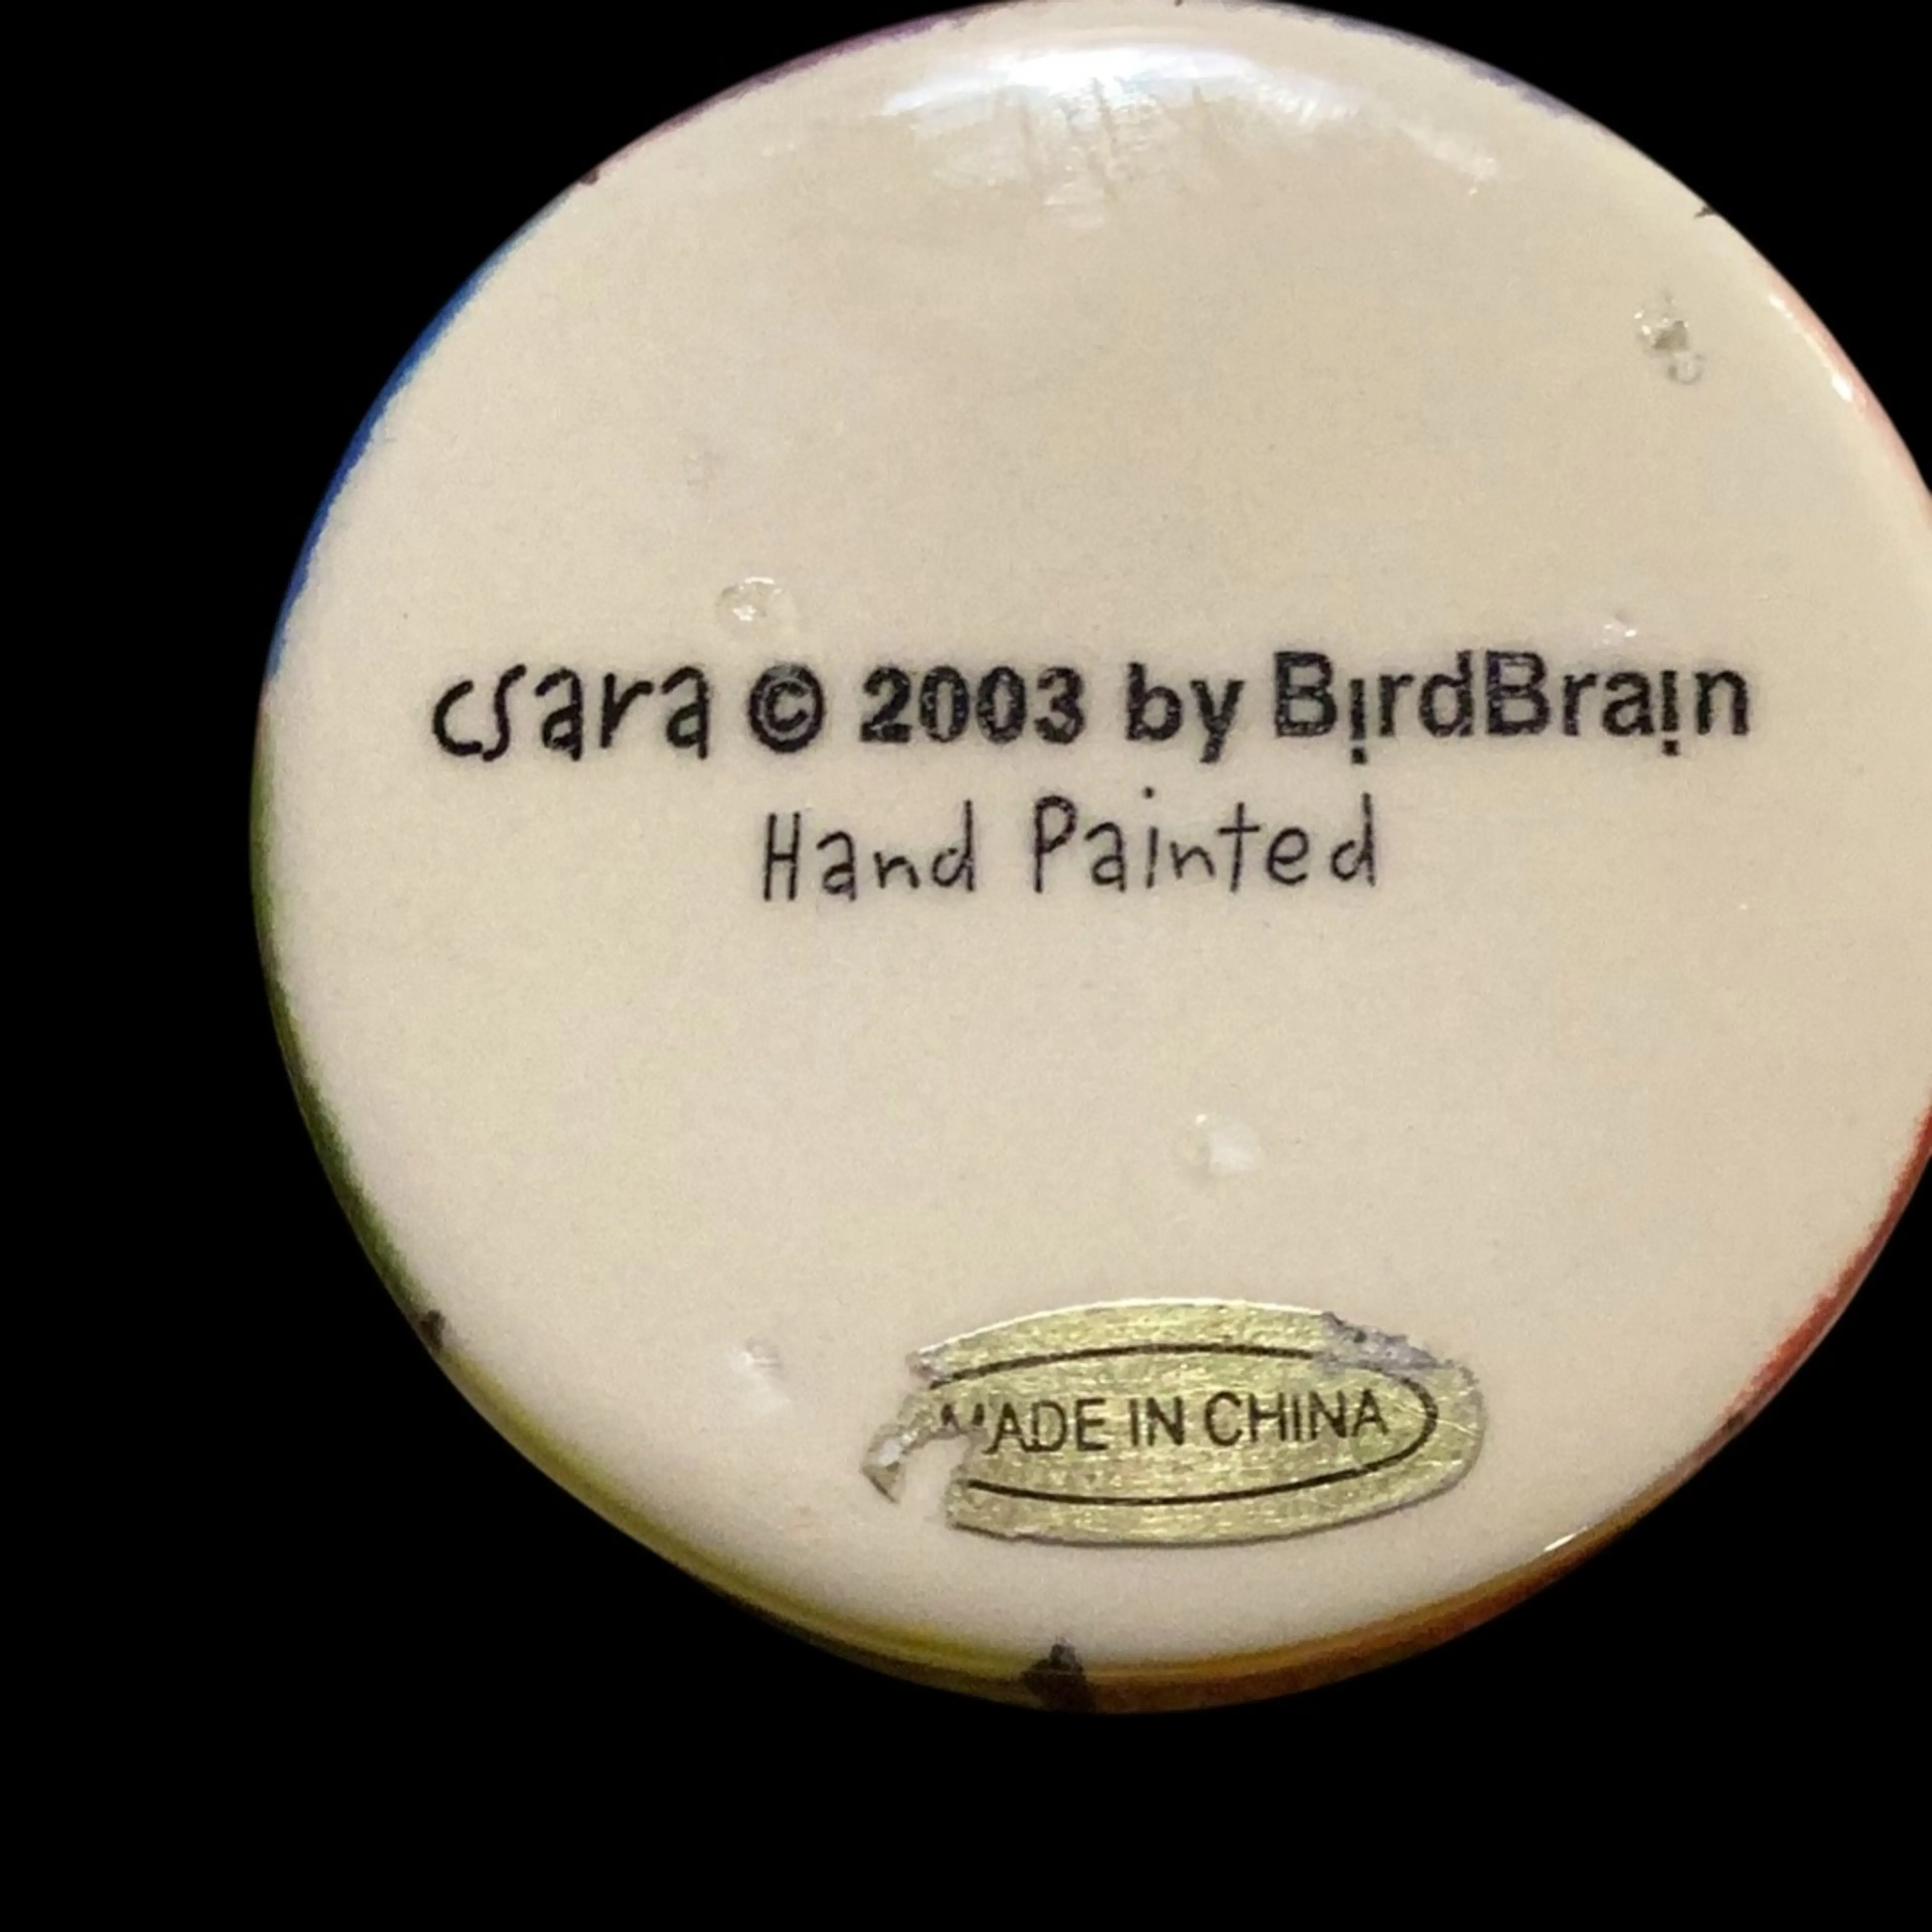 csara © 2003 by BirdBrain
Hand Painted
MADE IN CHINA